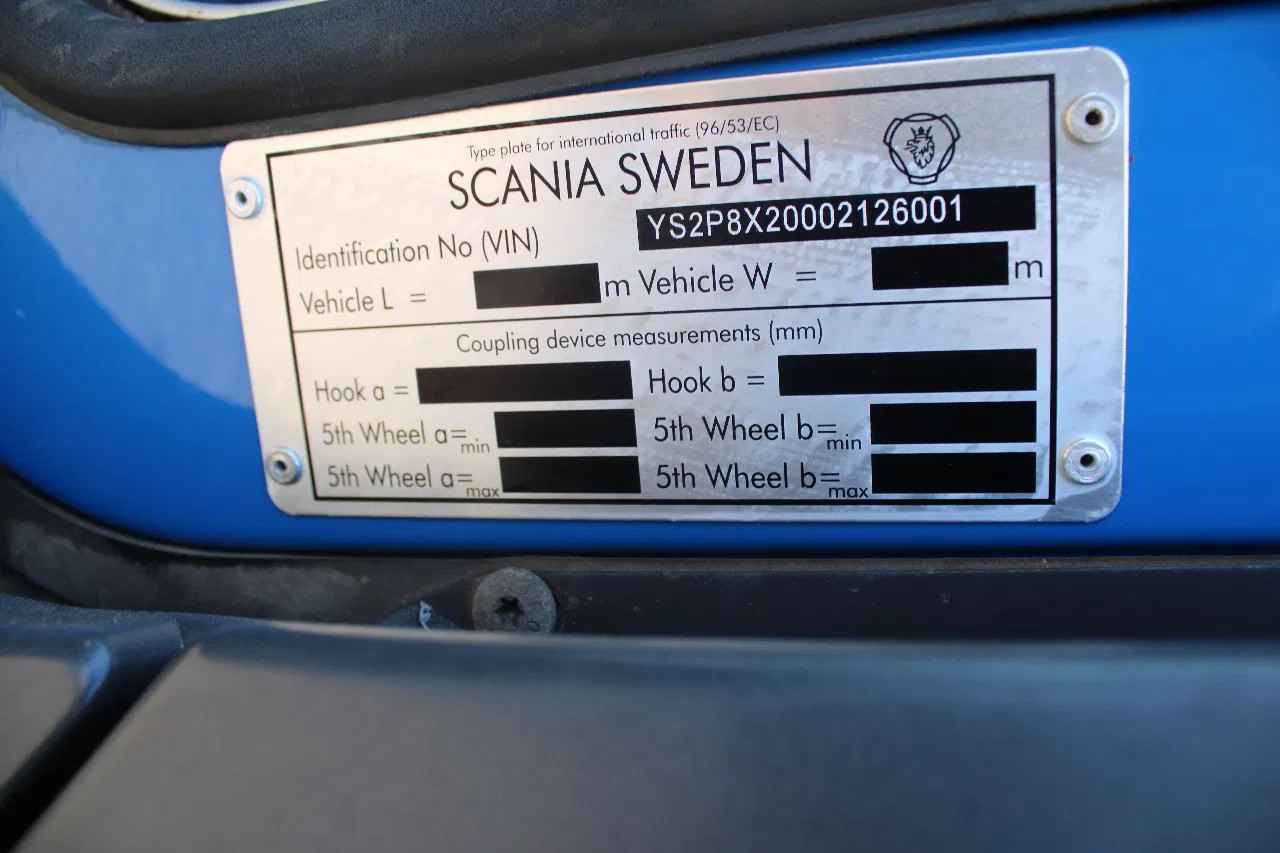 Type plate for international traffic (96/53/EC)
SCANIA SWEDEN
Identification No (VIN) YS2P8X20002126001
Vehicle L = m Vehicle W = m
Coupling device measurements (mm)
Hook a = Hook b =
5th Wheel a= min 5th Wheel b= min
5th Wheel a= max 5th Wheel b= max